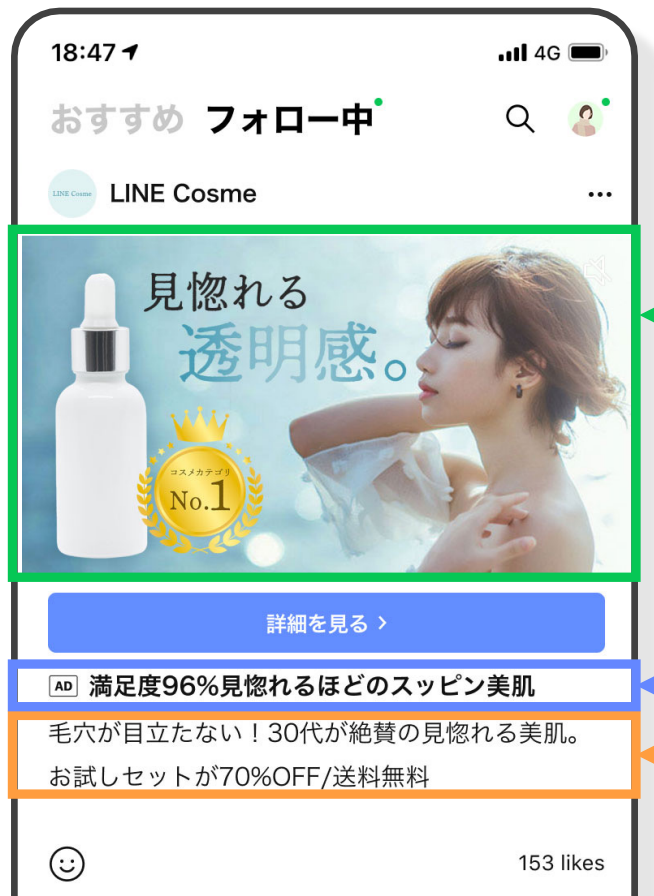 18:47
4G
おすすめ フォロー中
LINE Cosme
LINE Cosme
見惚れる
透明感。
コスメカテゴリ
No.1
詳細を見る >
AD 満足度96%見惚れるほどのスッピン美肌
毛穴が目立たない！30代が絶賛の見惚れる美肌。
お試しセットが70%OFF/送料無料
153 likes